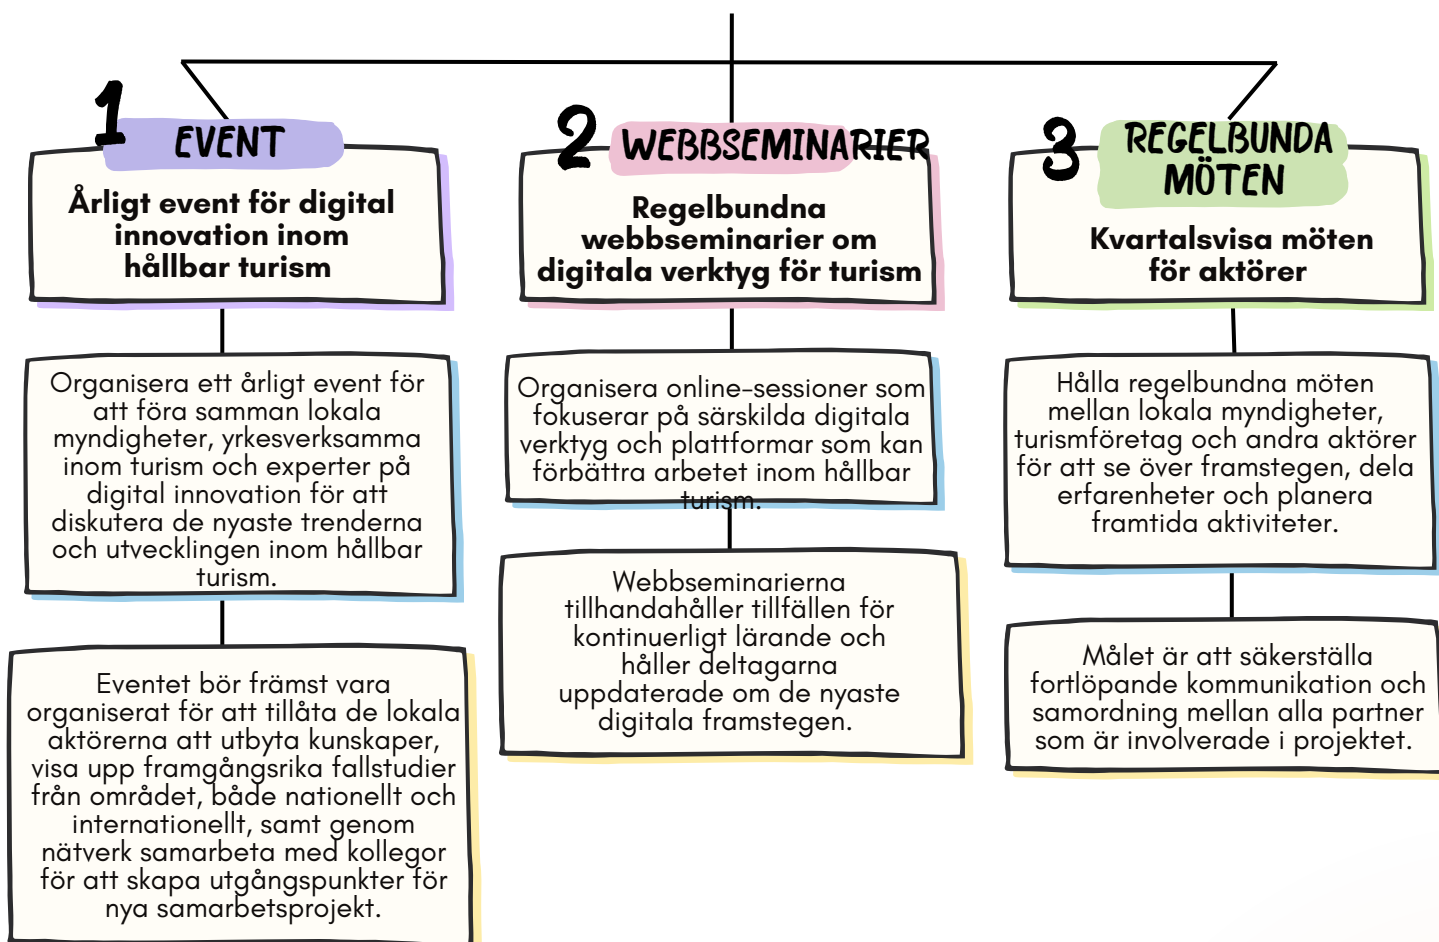 1
EVENT
Årligt event för digital
innovation inom
hållbar turism
Organisera ett årligt event för
att föra samman lokala
myndigheter, yrkesverksamma
inom turism och experter på
digital innovation för att
diskutera de nyaste trenderna
och utvecklingen inom hållbar
turism.
Eventet bör främst vara
organiserat för att tillåta de lokala
aktörerna att utbyta kunskaper,
visa upp framgångsrika fallstudier
från området, både nationellt och
internationellt, samt genom
nätverk samarbeta med kollegor
för att skapa utgångspunkter för
nya samarbetsprojekt.
2
WEBBSEMINARIER
Regelbundna
webbseminarier om
digitala verktyg för turism
Organisera online-sessioner som
fokuserar på särskilda digitala
verktyg och plattformar som kan
förbättra arbetet inom hållbar
turism.
Webbseminarierna
tillhandahåller tillfällen för
kontinuerligt lärande och
håller deltagarna
uppdaterade om de nyaste
digitala framstegen.
3
REGELBUNDA
MÖTEN
Kvartalsvisa möten
för aktörer
Hålla regelbundna möten
mellan lokala myndigheter,
turismföretag och andra aktörer
för att se över framstegen, dela
erfarenheter och planera
framtida aktiviteter.
Målet är att säkerställa
fortlöpande kommunikation och
samordning mellan alla partner
som är involverade i projektet.